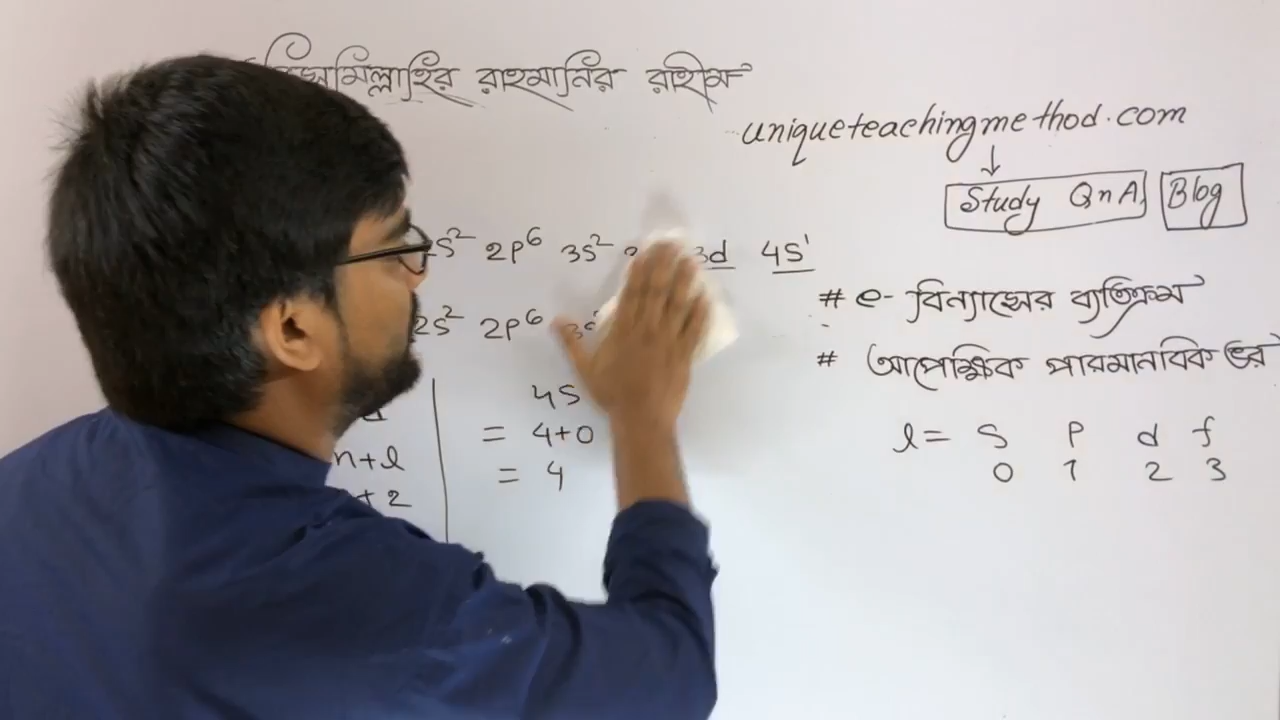 রাহমানির রাহীম
uniqueteachingmethod.com
↓
Study QnA Blog
2s² 2p⁶ 3s² 3d 4s¹
# e- বিন্যাসের ব্যতিক্রম
2s² 2p⁶
# আপেক্ষিক পারমানবিক ভর
4s
= 4+0
= 4
n+l
+ 2
l = s p d f
0 1 2 3